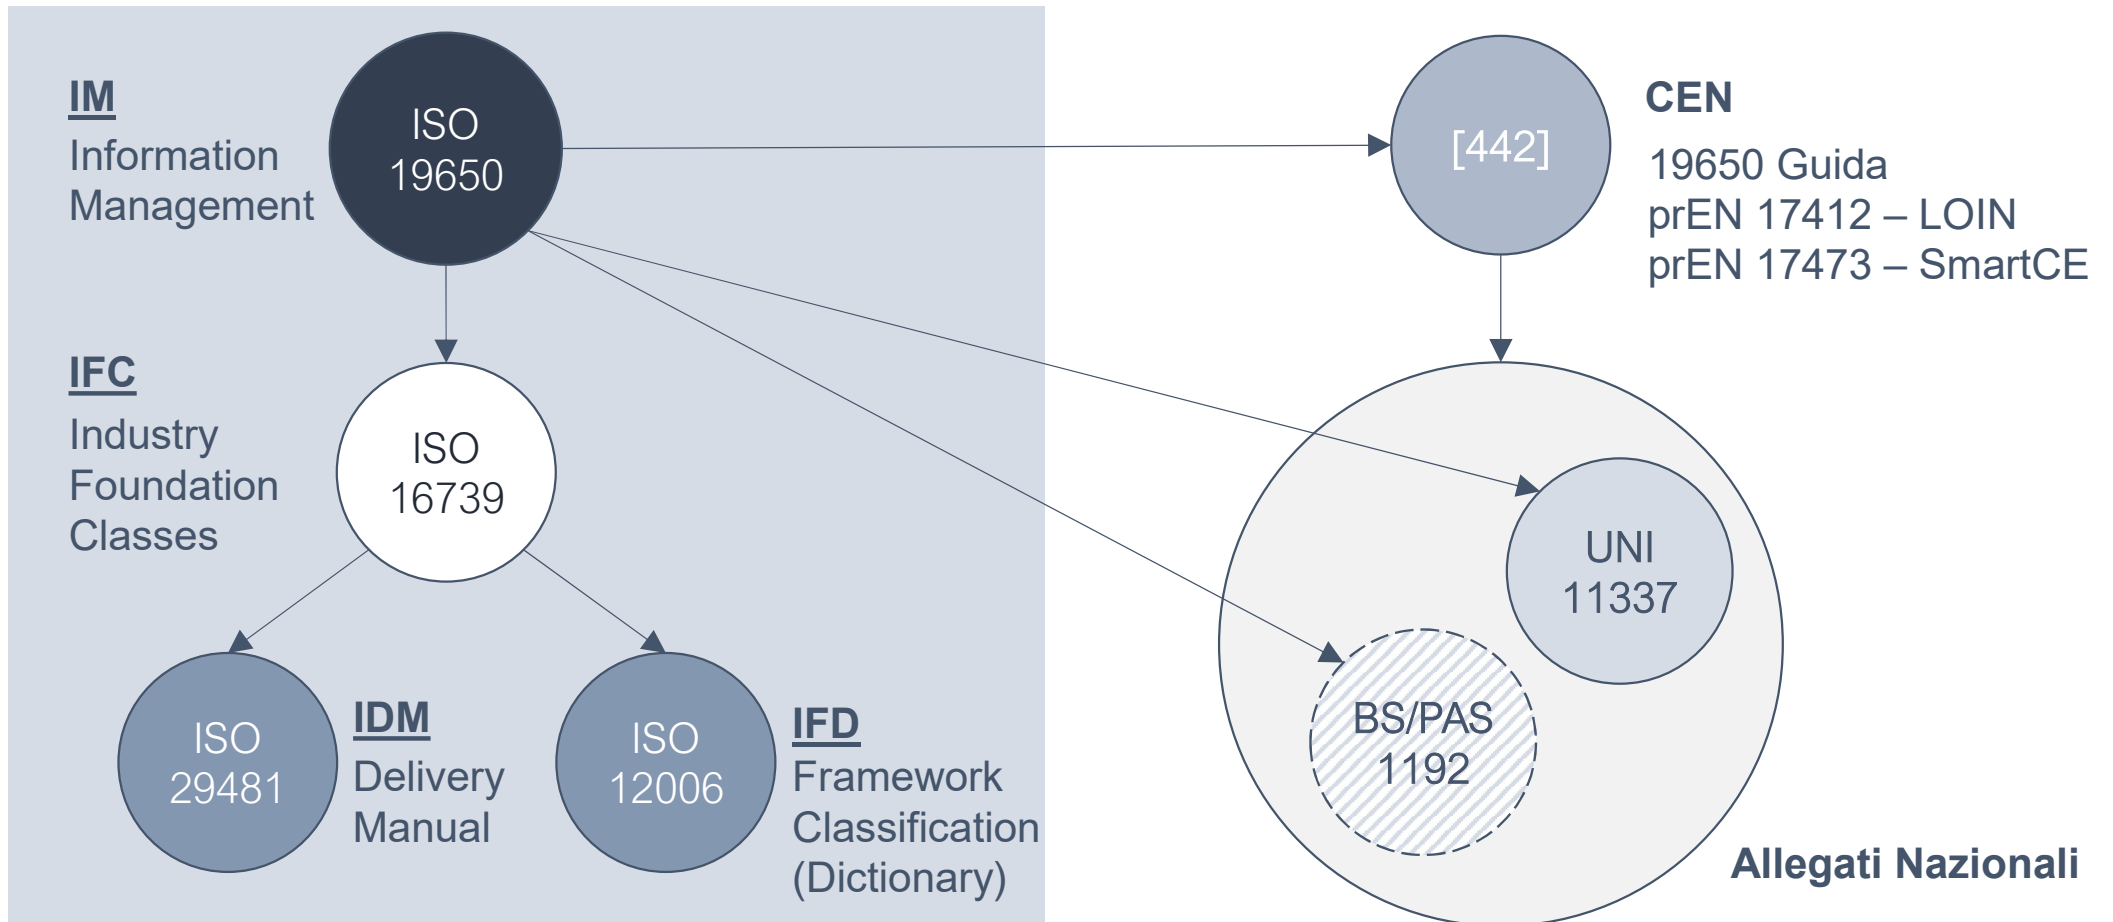 IM
Information
Management
ISO
19650
[442]
CEN
19650 Guida
prEN 17412 – LOIN
prEN 17473 – SmartCE
IFC
Industry
Foundation
Classes
ISO
16739
UNI
11337
BS/PAS
1192
ISO
29481
IDM
Delivery
Manual
ISO
12006
IFD
Framework
Classification
(Dictionary)
Allegati Nazionali